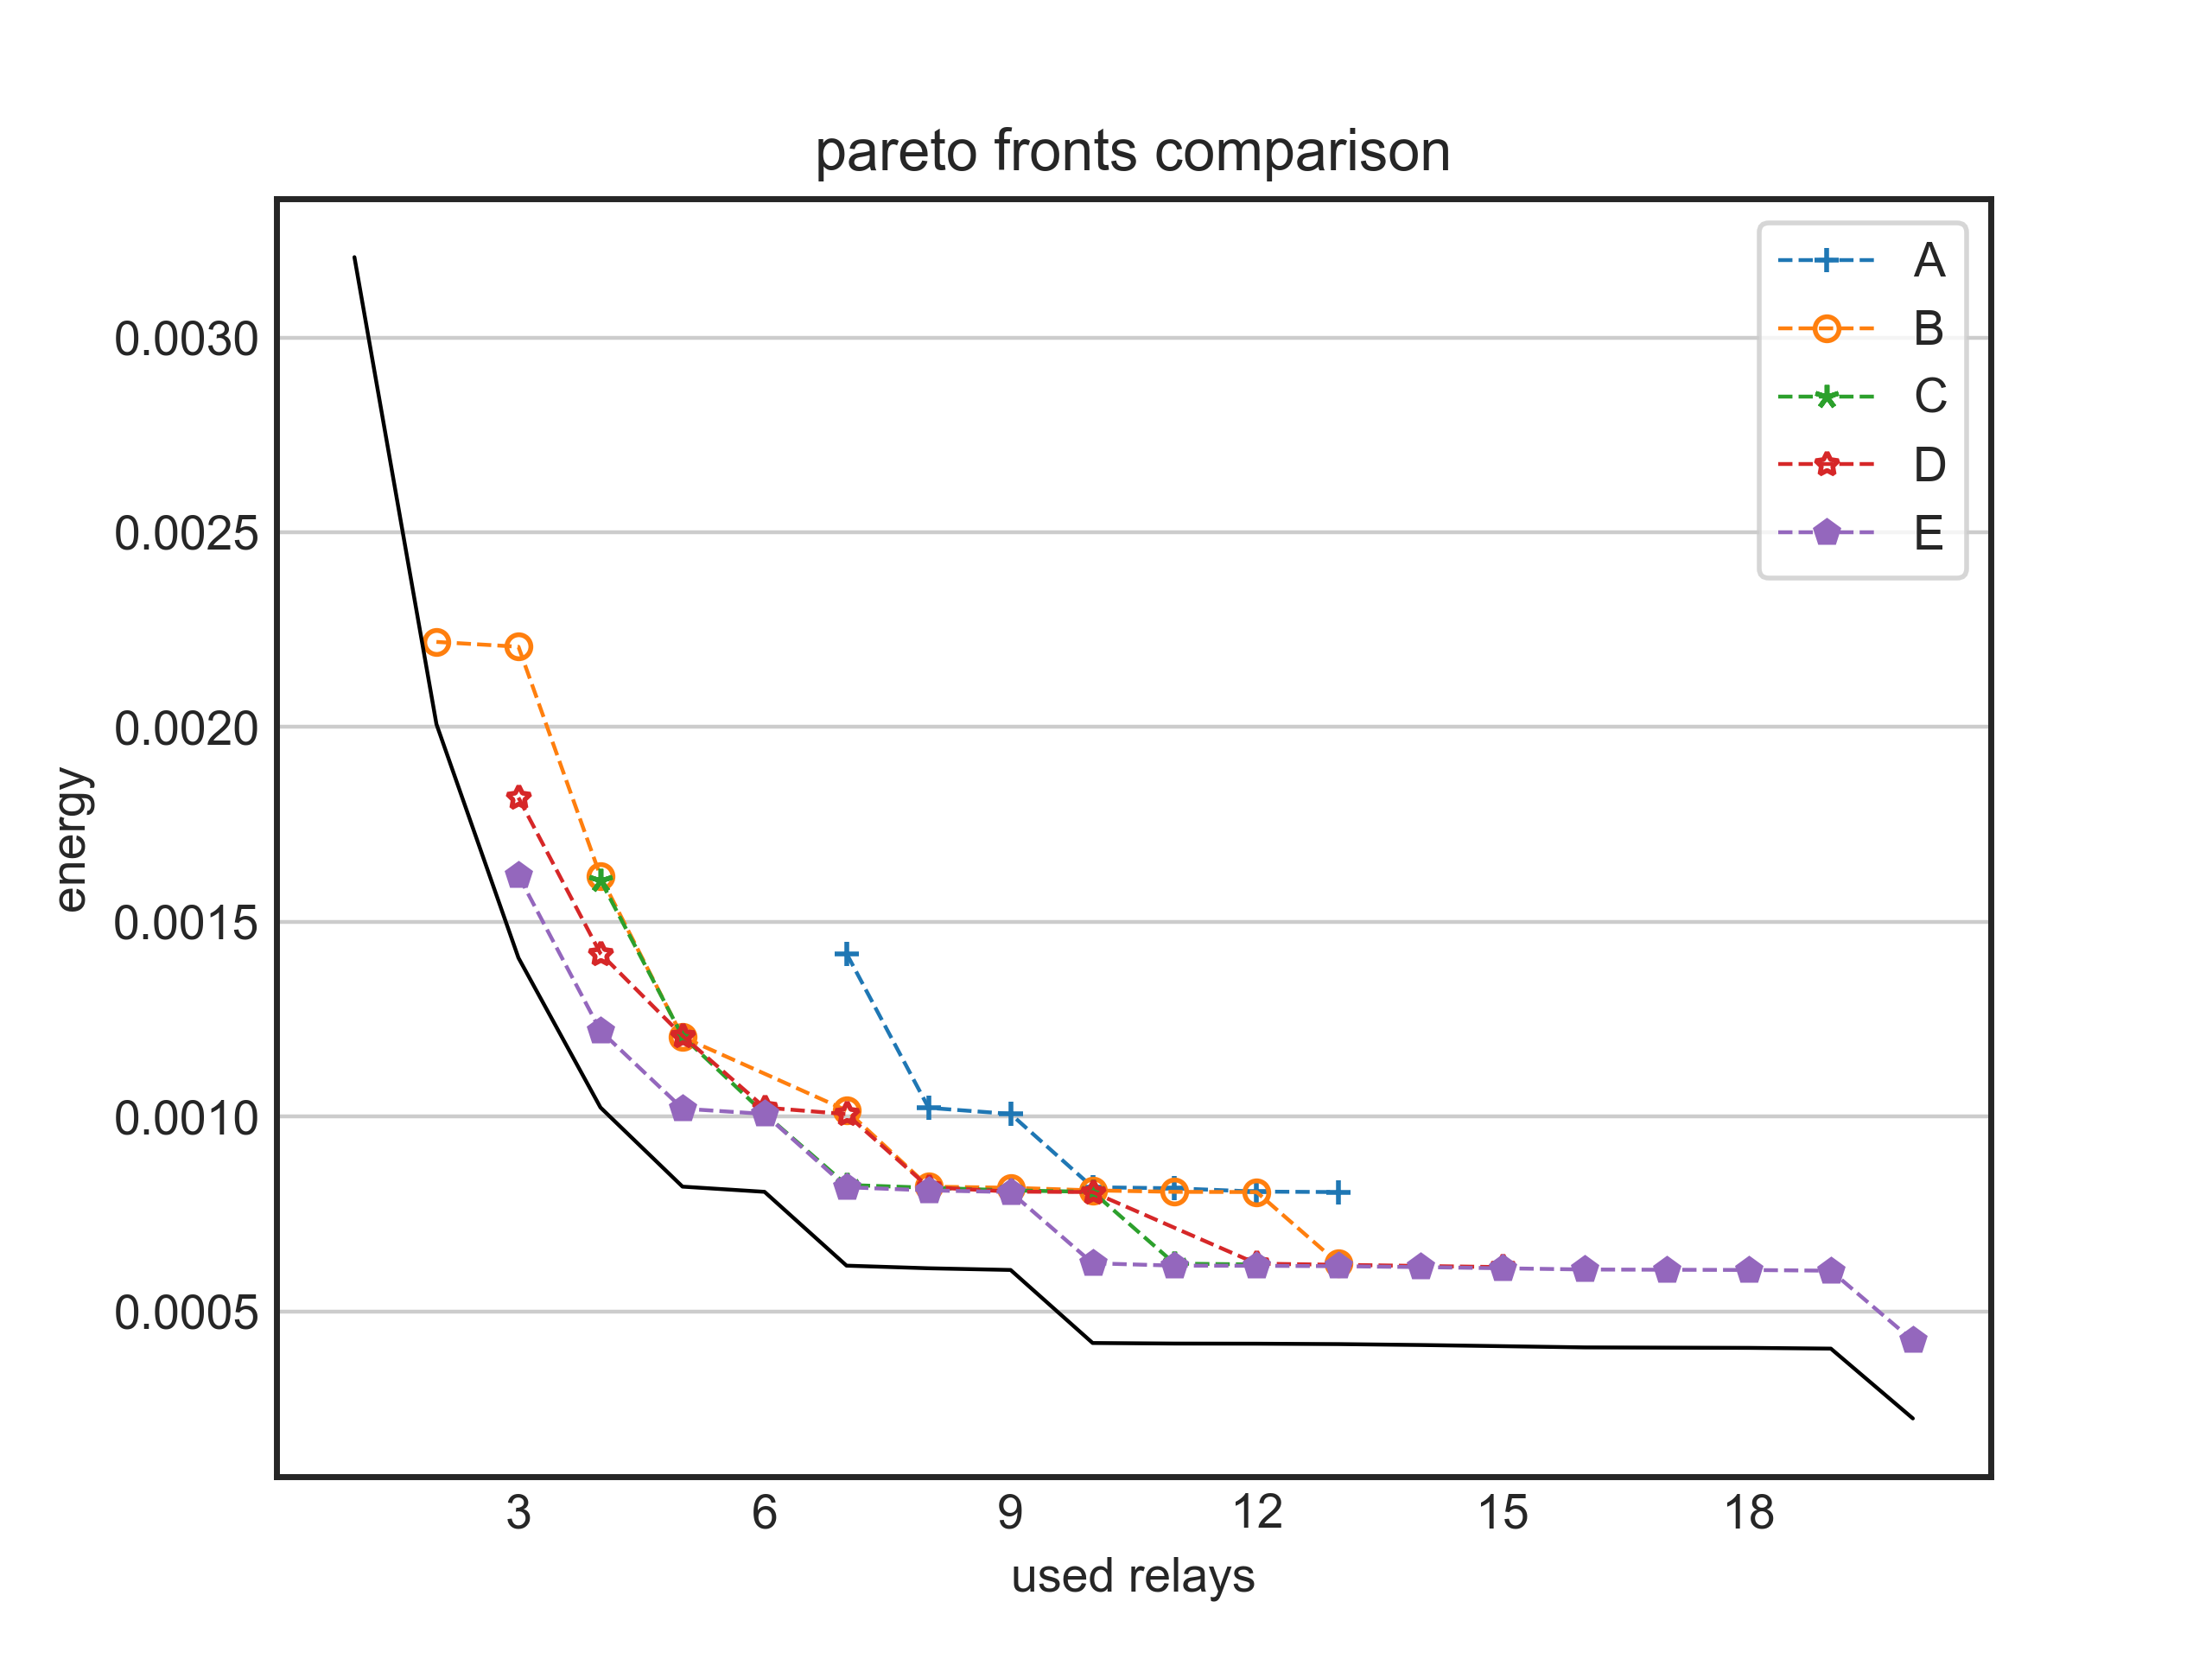 pareto fronts comparison
A
B
C
D
E
0.0030
0.0025
0.0020
0.0015
0.0010
0.0005
energy
3 6 9 12 15 18
used relays